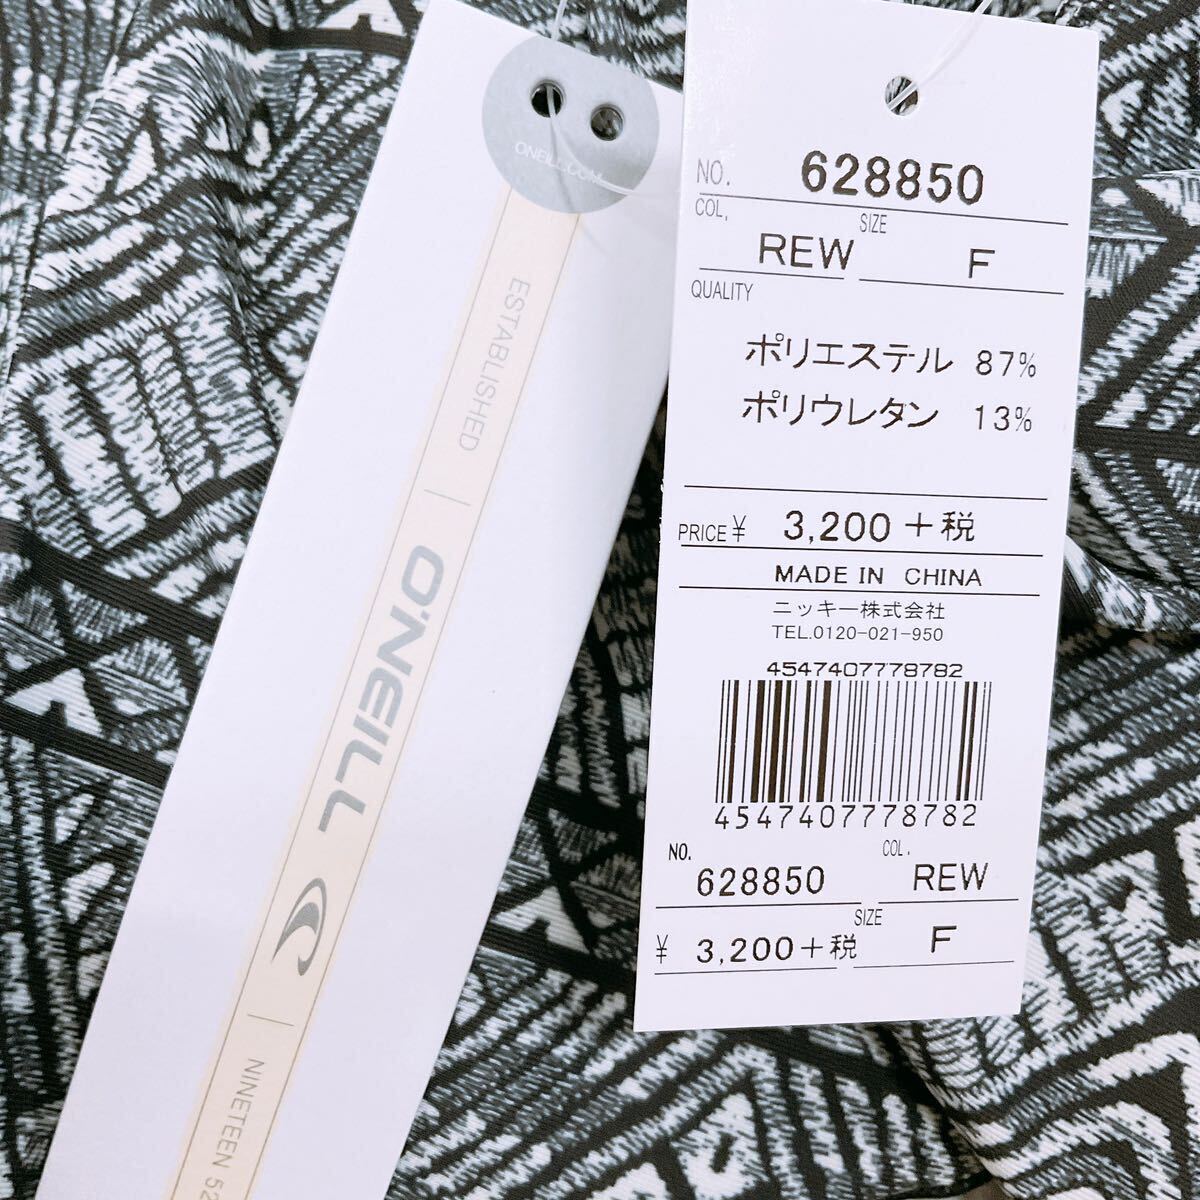 ONEILL.COM
ESTABLISHED
O'NEILL
NINETEEN 52
NO. 628850
COL, SIZE
REW F
QUALITY
ポリエステル 87%
ポリウレタン 13%
PRICE ¥ 3,200+税
MADE IN CHINA
ニッキー株式会社
TEL.0120-021-950
4547407778782
4547407778782
NO. COL.
628850 REW
SIZE
¥ 3,200+税 F